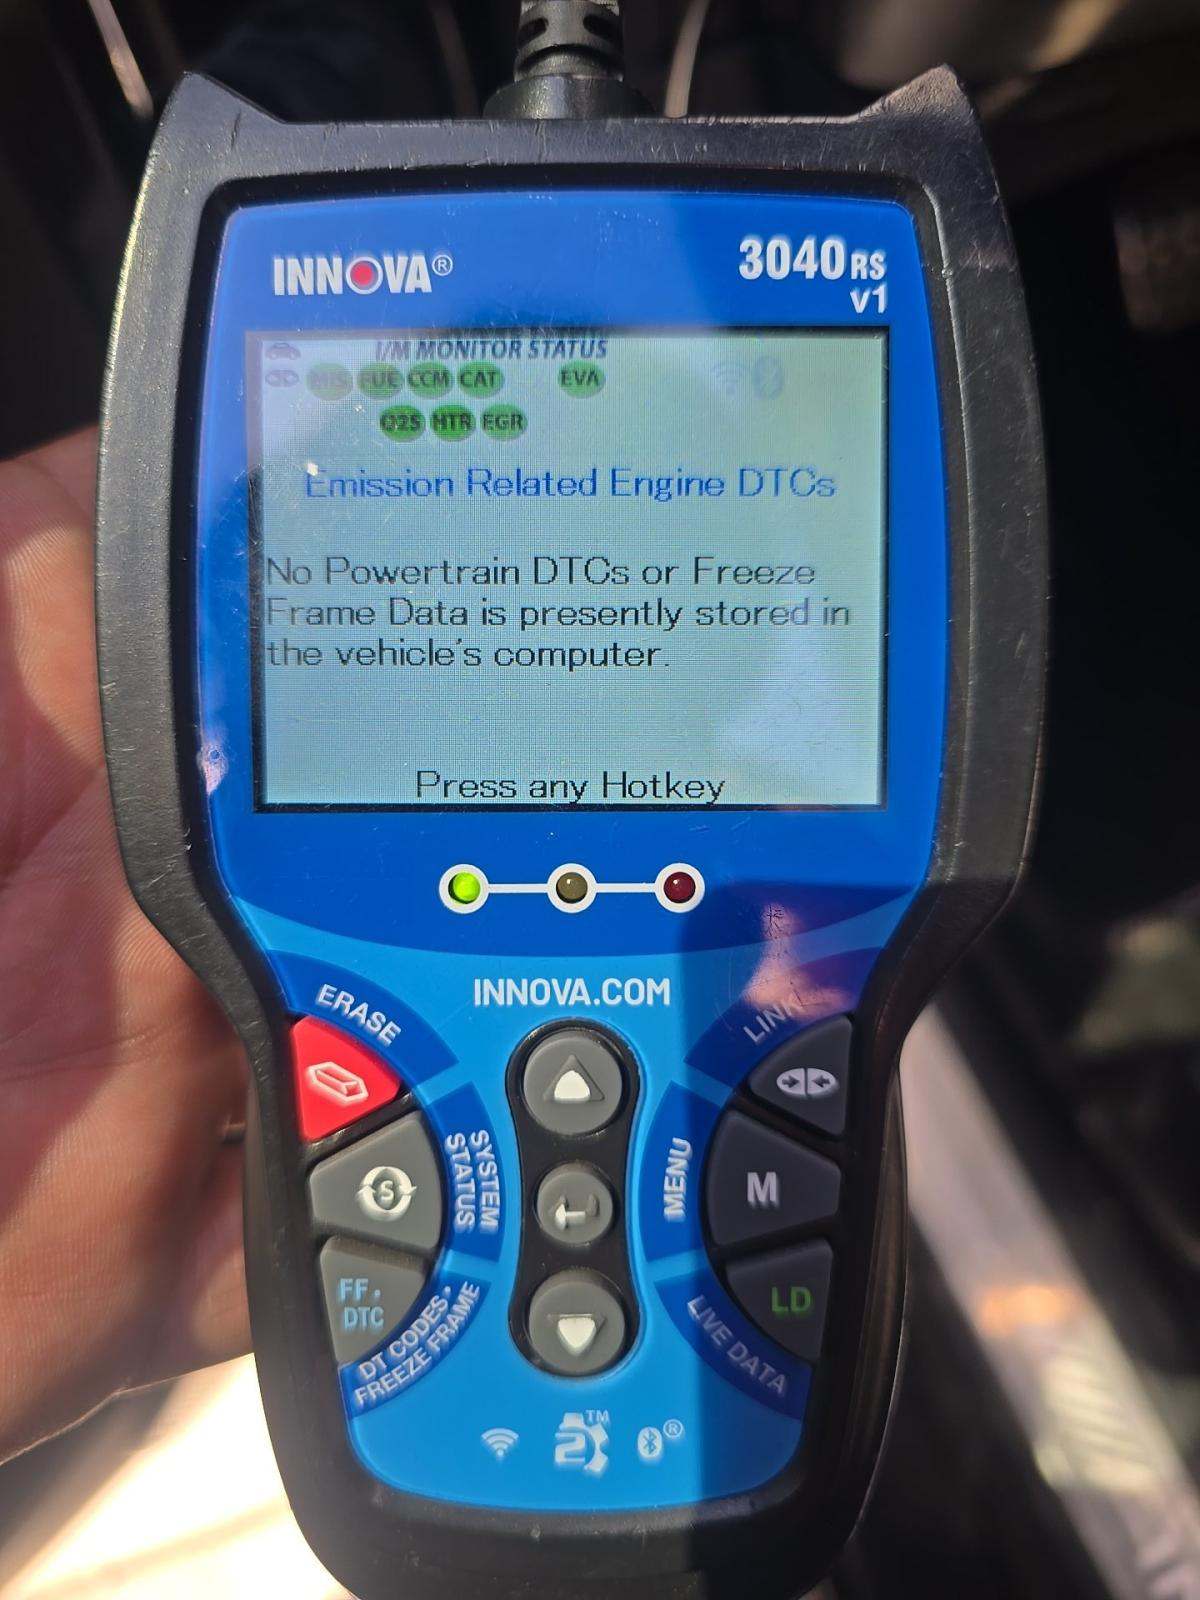 INNOVA®
3040RS
v1
I/M MONITOR STATUS
MIS FUE CCM CAT EVA
O2S HTR EGR
Emission Related Engine DTCs
No Powertrain DTCs or Freeze
Frame Data is presently stored in
the vehicle's computer.
Press any Hotkey
INNOVA.COM
ERASE
LINK
S
SYSTEM
STATUS
MENU
M
FF.
DTC
DT CODES.
FREEZE FRAME
LD
LIVE DATA
2 TM
®